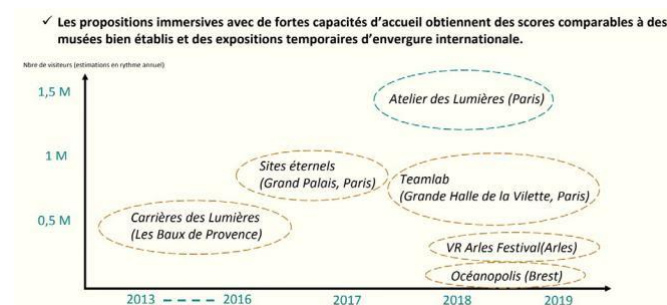 ✓ Les propositions immersives avec de fortes capacités d'accueil obtiennent des scores comparables à des
musées bien établis et des expositions temporaires d'envergure internationale.
Nbre de visiteurs (estimations en rythme annuel)
1,5 M
Atelier des Lumières (Paris)
1 M
Sites éternels
(Grand Palais, Paris)
Teamlab
(Grande Halle de la Vilette, Paris)
0,5 M
Carrières des Lumières
(Les Baux de Provence)
VR Arles Festival(Arles)
Océanopolis (Brest)
2013 – – – – 2016 2017 2018 2019